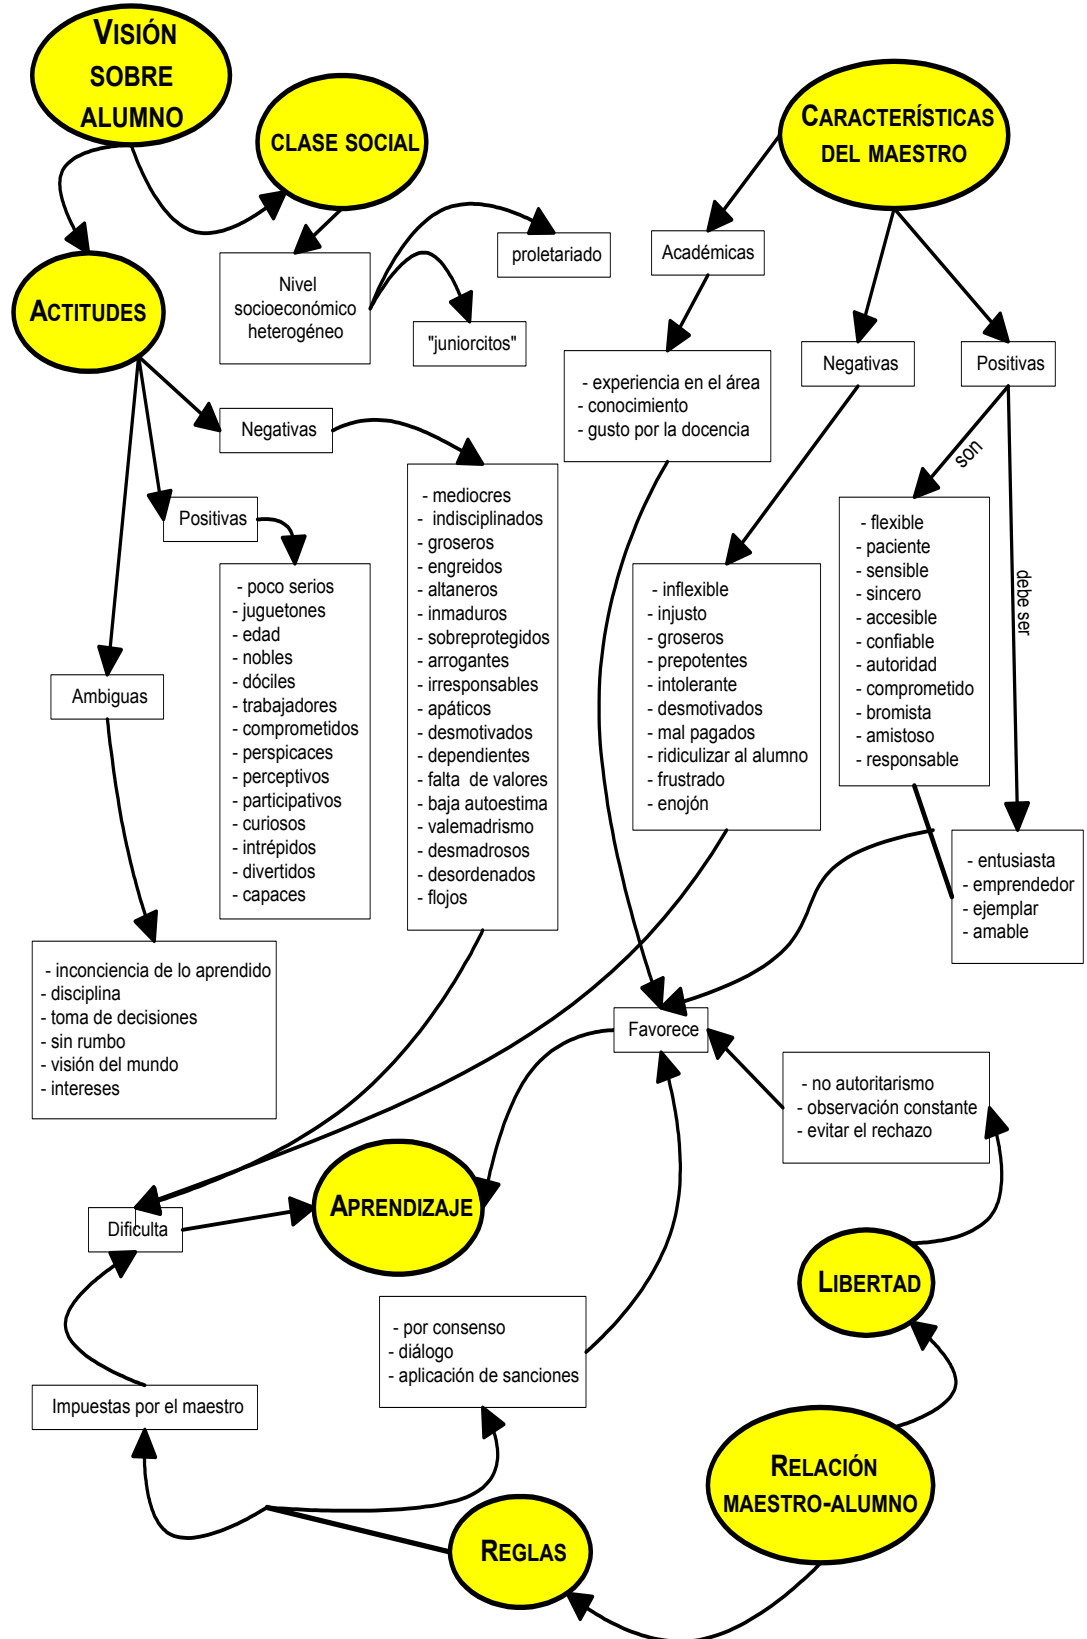 VISIÓN
SOBRE
ALUMNO
CLASE SOCIAL
CARACTERÍSTICAS
DEL MAESTRO
proletariado
Académicas
Nivel
socioeconómico
heterogéneo
ACTITUDES
"juniorcitos"
Negativas
Positivas
- experiencia en el área
- conocimiento
- gusto por la docencia
Negativas
son
debe ser
Positivas
- mediocres
- indisciplinados
- groseros
- engreidos
- altaneros
- inmaduros
- sobreprotegidos
- arrogantes
- irresponsables
- apáticos
- desmotivados
- dependientes
- falta de valores
- baja autoestima
- valemadrismo
- desmadrosos
- desordenados
- flojos
- flexible
- paciente
- sensible
- sincero
- accesible
- confiable
- autoridad
- comprometido
- bromista
- amistoso
- responsable
- poco serios
- juguetones
- edad
- nobles
- dóciles
- trabajadores
- comprometidos
- perspicaces
- perceptivos
- participativos
- curiosos
- intrépidos
- divertidos
- capaces
- inflexible
- injusto
- groseros
- prepotentes
- intolerante
- desmotivados
- mal pagados
- ridiculizar al alumno
- frustrado
- enojón
Ambiguas
- entusiasta
- emprendedor
- ejemplar
- amable
- inconciencia de lo aprendido
- disciplina
- toma de decisiones
- sin rumbo
- visión del mundo
- intereses
Favorece
- no autoritarismo
- observación constante
- evitar el rechazo
APRENDIZAJE
Dificulta
LIBERTAD
- por consenso
- diálogo
- aplicación de sanciones
Impuestas por el maestro
RELACIÓN
MAESTRO-ALUMNO
REGLAS